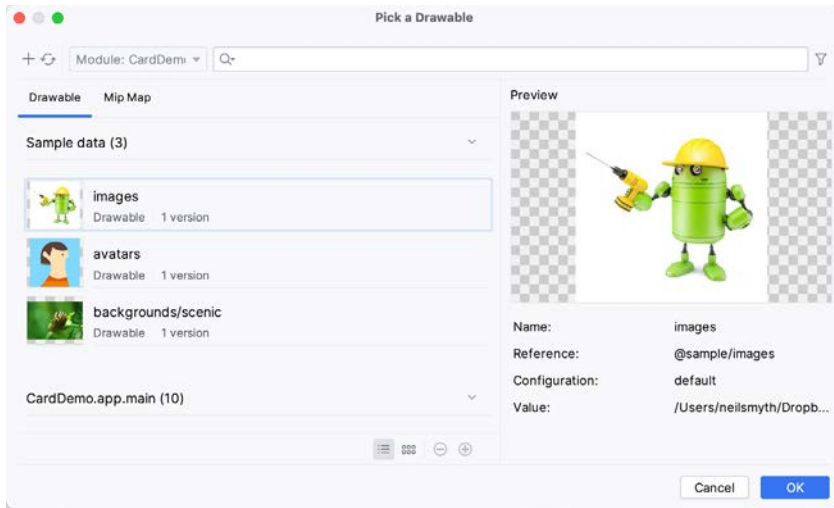 Pick a Drawable
Module: CardDem
Drawable Mip Map
Sample data (3)
images
Drawable 1 version
avatars
Drawable 1 version
backgrounds/scenic
Drawable 1 version
CardDemo.app.main (10)
Preview
Name: images
Reference: @sample/images
Configuration: default
Value: /Users/neilsmyth/Dropb...
Cancel OK